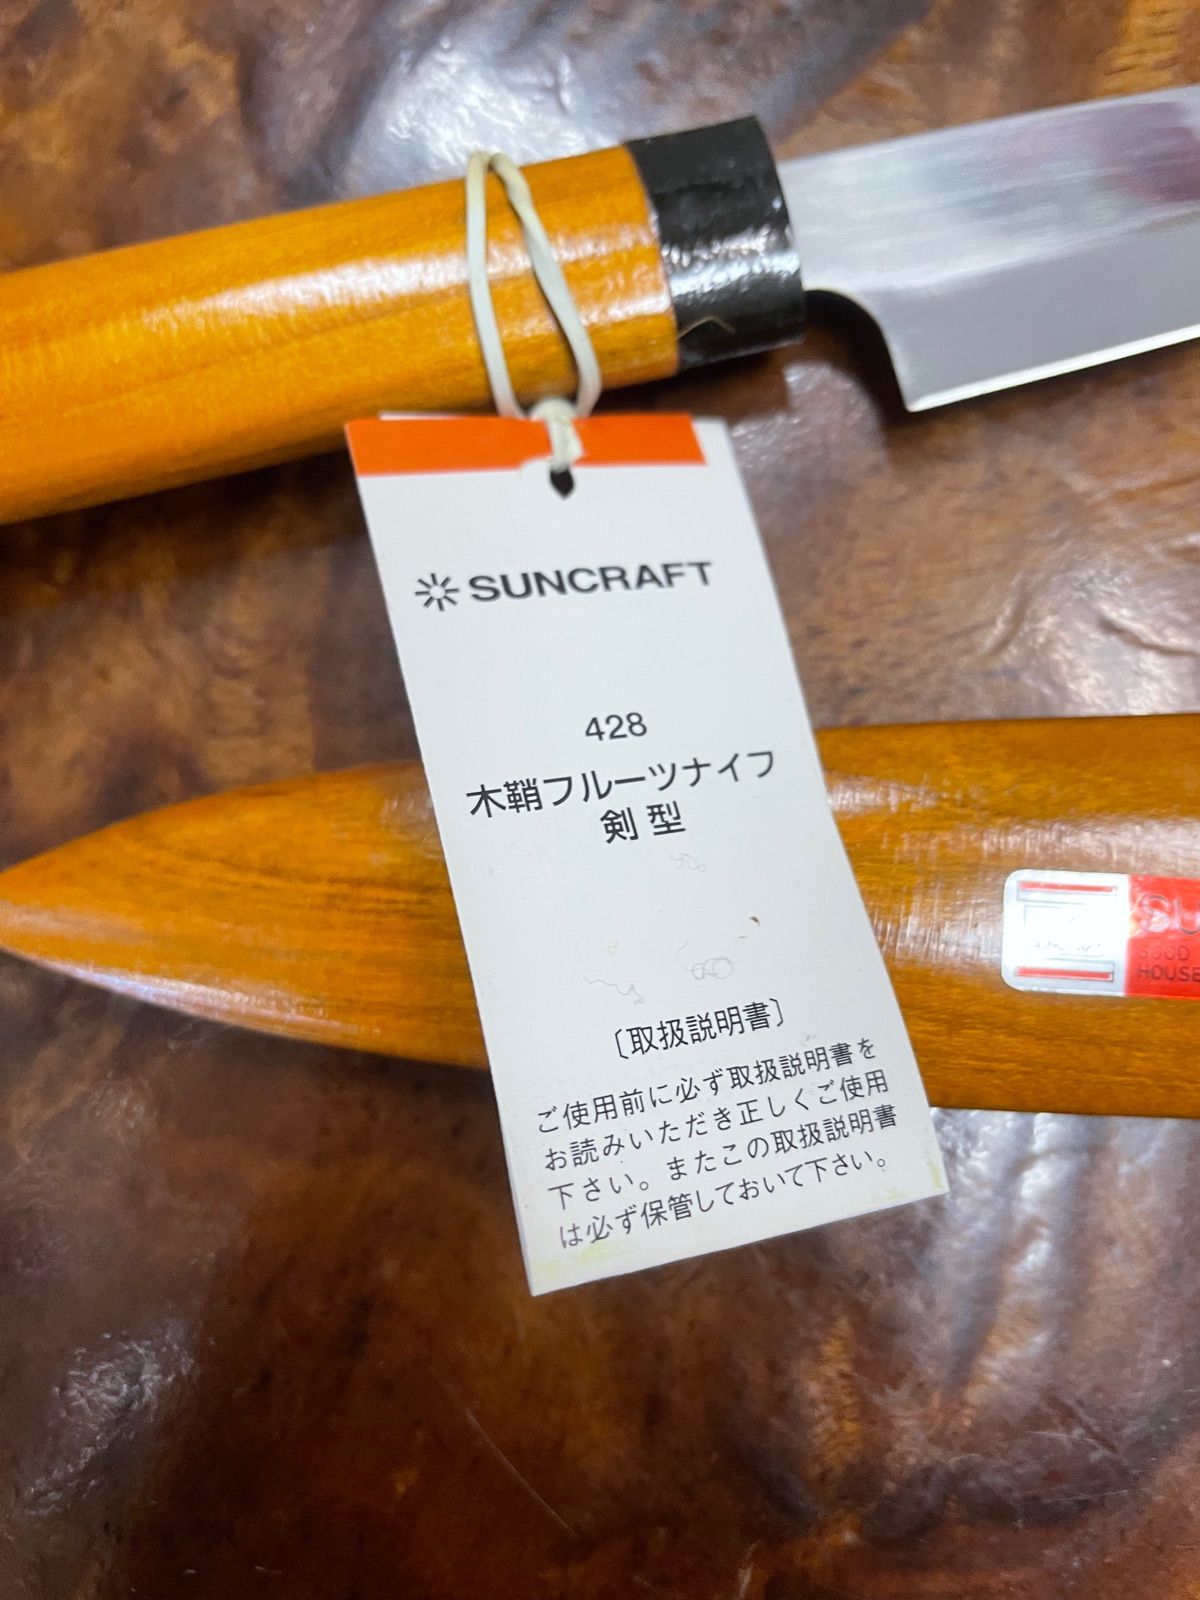 SUNCRAFT
428
木鞘フルーツナイフ
剣型
〔取扱説明書〕
ご使用前に必ず取扱説明書を
お読みいただき正しくご使用
下さい。またこの取扱説明書
は必ず保管しておいて下さい。
SU
GOOD
HOUSE